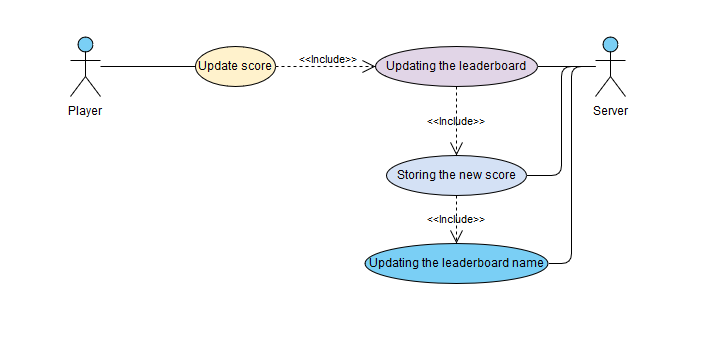 Update score
<<Include>>
Updating the leaderboard
Player
Server
<<Include>>
Storing the new score
<<Include>>
Updating the leaderboard name